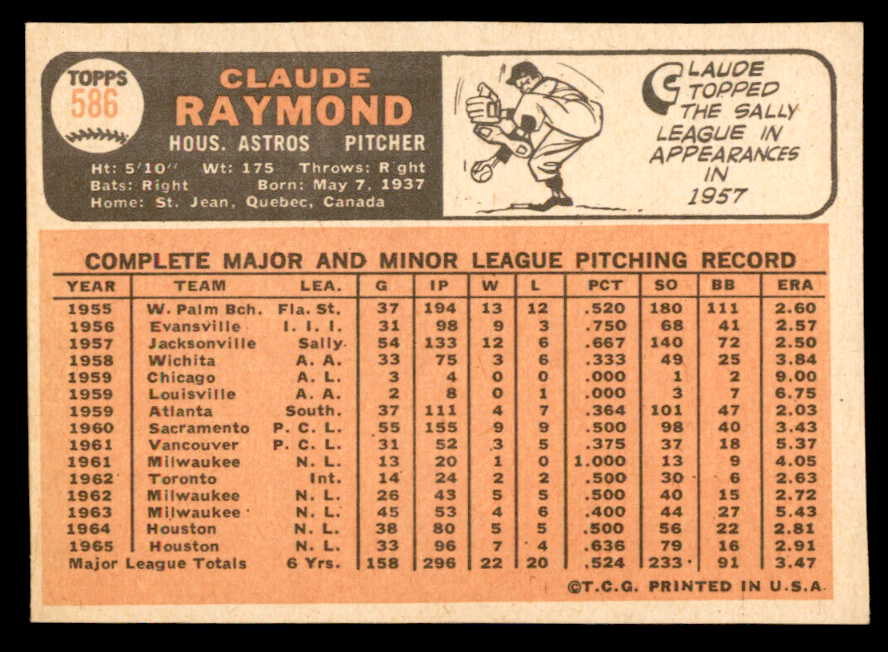 TOPPS
586
CLAUDE
RAYMOND
HOUS. ASTROS PITCHER
Ht: 5'10" Wt: 175 Throws: Right
Bats: Right Born: May 7, 1937
Home: St. Jean, Quebec, Canada
CLAUDE
TOPPED
THE SALLY
LEAGUE IN
APPEARANCES
IN
1957
COMPLETE MAJOR AND MINOR LEAGUE PITCHING RECORD
YEAR TEAM LEA. G IP W L PCT SO BB ERA
1955 W. Palm Bch. Fla. St. 37 194 13 12 .520 180 111 2.60
1956 Evansville I. I. I. 31 98 9 3 .750 68 41 2.57
1957 Jacksonville Sally. 54 133 12 6 .667 140 72 2.50
1958 Wichita A. A. 33 75 3 6 .333 49 25 3.84
1959 Chicago A. L. 3 4 0 0 .000 1 2 9.00
1959 Louisville A. A. 2 8 0 1 .000 3 7 6.75
1959 Atlanta South. 37 111 4 7 .364 101 47 2.03
1960 Sacramento P. C. L. 55 155 9 9 .500 98 40 3.43
1961 Vancouver P. C. L. 31 52 3 5 .375 37 18 5.37
1961 Milwaukee N. L. 13 20 1 0 1.000 13 9 4.05
1962 Toronto Int. 14 24 2 2 .500 30 6 2.63
1962 Milwaukee N. L. 26 43 5 5 .500 40 15 2.72
1963 Milwaukee N. L. 45 53 4 6 .400 44 27 5.43
1964 Houston N. L. 38 80 5 5 .500 56 22 2.81
1965 Houston N. L. 33 96 7 4 .636 79 16 2.91
Major League Totals 6 Yrs. 158 296 22 20 .524 233 91 3.47
©T.C.G. PRINTED IN U.S.A.